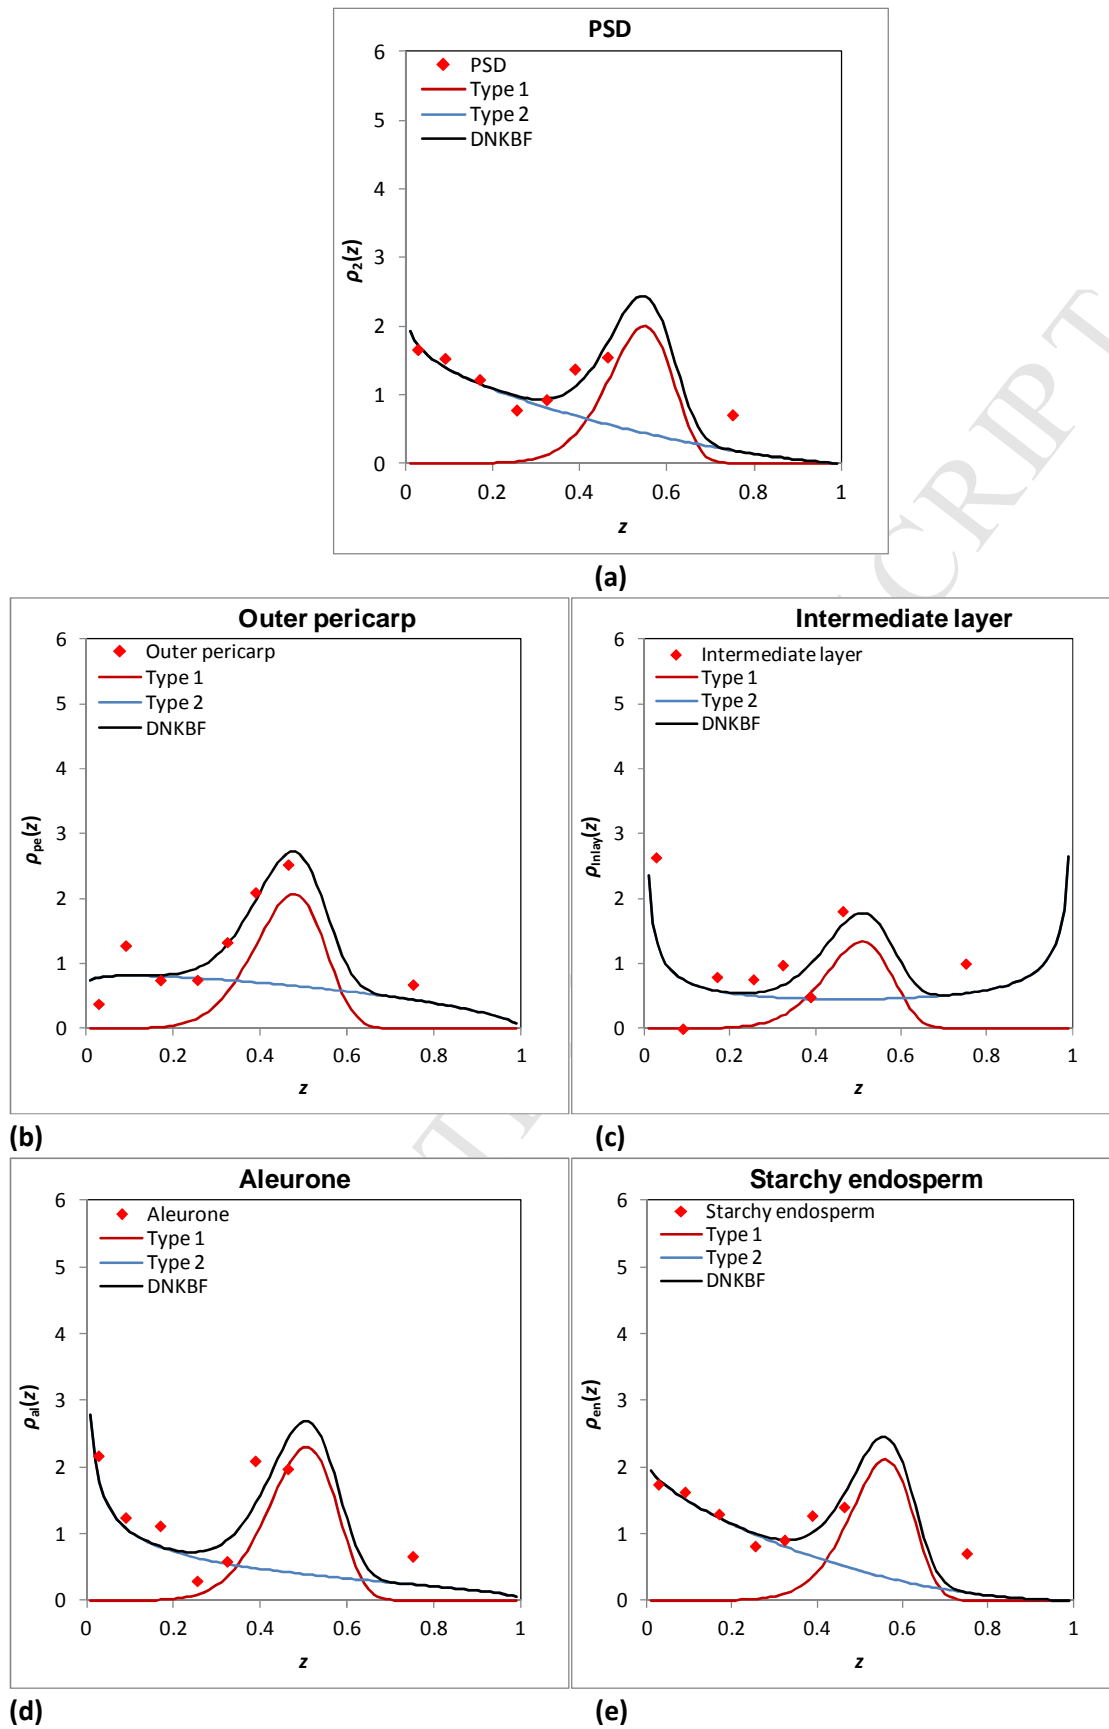 PSD
6
5
4
3
2
1
0
PSD
Type 1
Type 2
DNKBF
ρ2(z)
0 0.2 0.4 0.6 0.8 1
z
(a)
Outer pericarp
6
5
4
3
2
1
0
Outer pericarp
Type 1
Type 2
DNKBF
ρpe(z)
0 0.2 0.4 0.6 0.8 1
z
(b)
Intermediate layer
6
5
4
3
2
1
0
Intermediate layer
Type 1
Type 2
DNKBF
ρInlay(z)
0 0.2 0.4 0.6 0.8 1
z
(c)
Aleurone
6
5
4
3
2
1
0
Aleurone
Type 1
Type 2
DNKBF
ρal(z)
0 0.2 0.4 0.6 0.8 1
z
(d)
Starchy endosperm
6
5
4
3
2
1
0
Starchy endosperm
Type 1
Type 2
DNKBF
ρen(z)
0 0.2 0.4 0.6 0.8 1
z
(e)